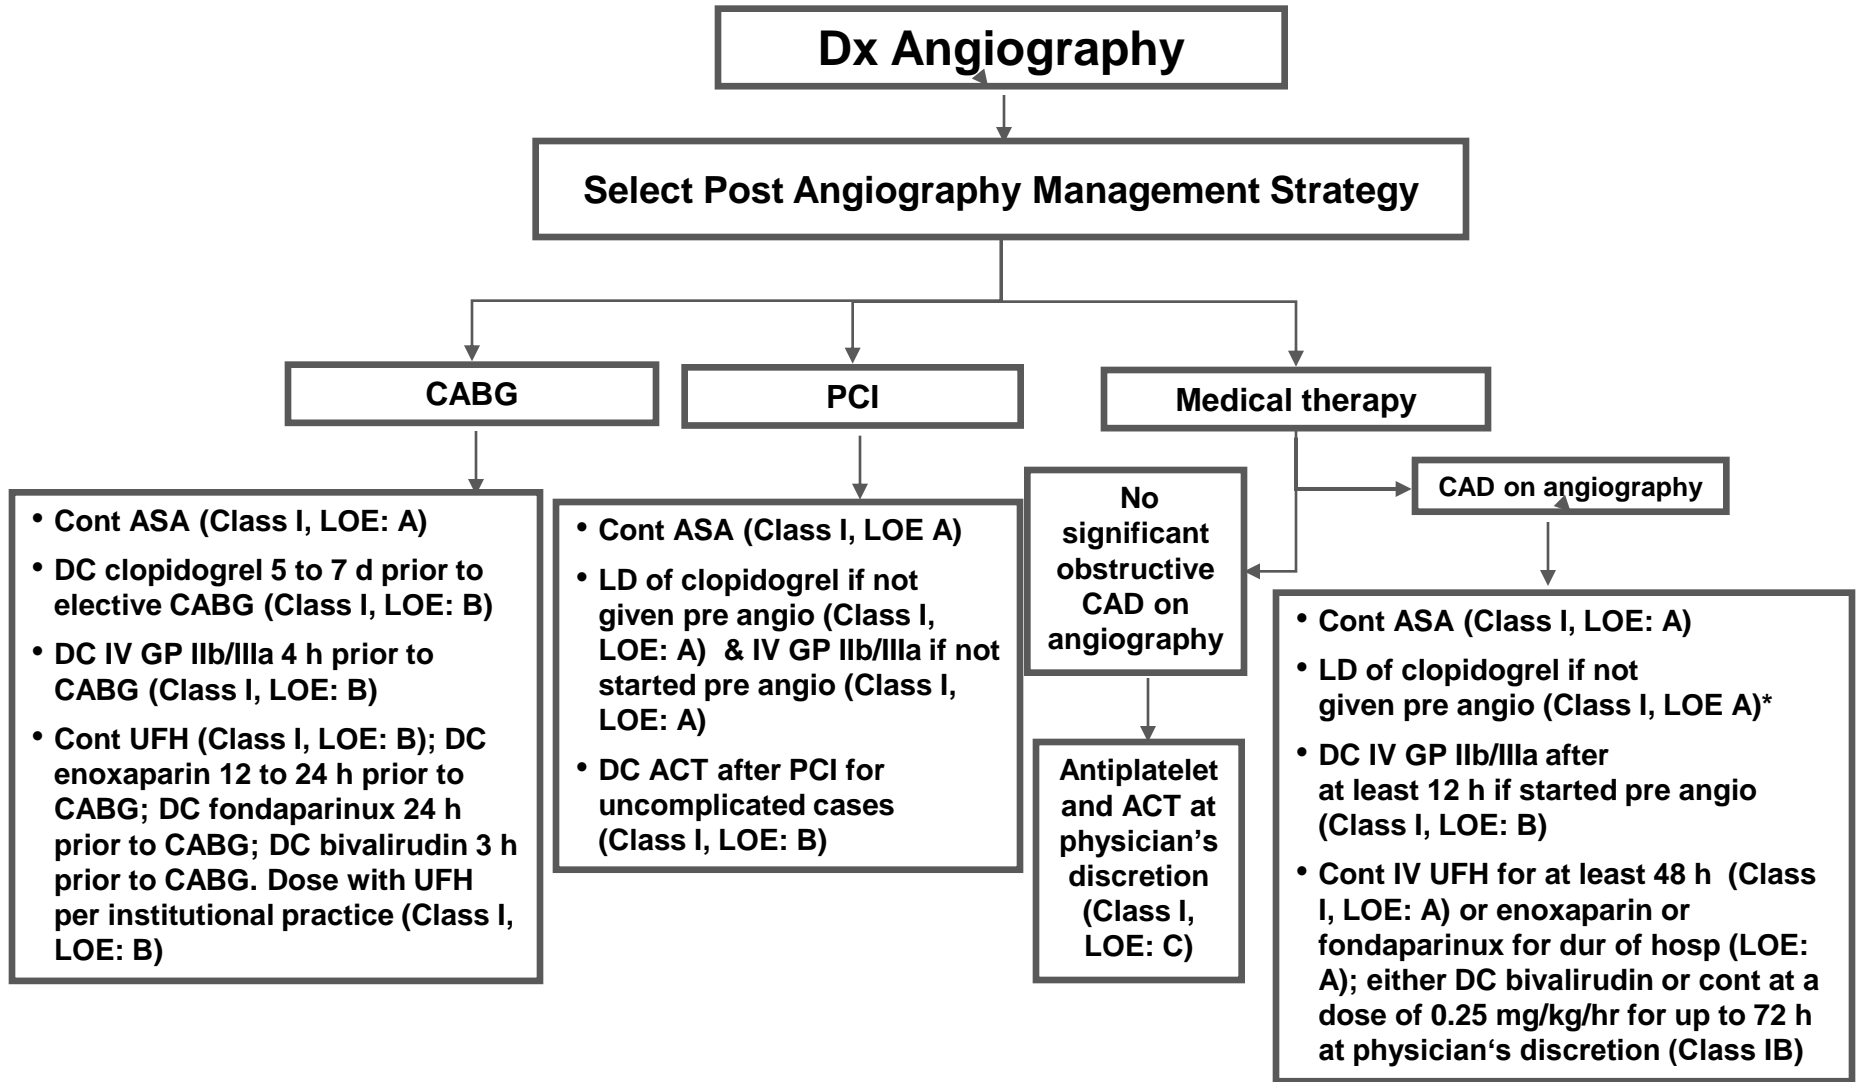 Dx Angiography
Select Post Angiography Management Strategy
CABG
PCI
Medical therapy
• Cont ASA (Class I, LOE: A)
• DC clopidogrel 5 to 7 d prior to
elective CABG (Class I, LOE: B)
• DC IV GP IIb/IIIa 4 h prior to
CABG (Class I, LOE: B)
• Cont UFH (Class I, LOE: B); DC
enoxaparin 12 to 24 h prior to
CABG; DC fondaparinux 24 h
prior to CABG; DC bivalirudin 3 h
prior to CABG. Dose with UFH
per institutional practice (Class I,
LOE: B)
• Cont ASA (Class I, LOE A)
• LD of clopidogrel if not
given pre angio (Class I,
LOE: A) & IV GP IIb/IIIa if not
started pre angio (Class I,
LOE: A)
• DC ACT after PCI for
uncomplicated cases
(Class I, LOE: B)
No
significant
obstructive
CAD on
angiography
Antiplatelet
and ACT at
physician’s
discretion
(Class I,
LOE: C)
CAD on angiography
• Cont ASA (Class I, LOE: A)
• LD of clopidogrel if not
given pre angio (Class I, LOE A)*
• DC IV GP IIb/IIIa after
at least 12 h if started pre angio
(Class I, LOE: B)
• Cont IV UFH for at least 48 h (Class
I, LOE: A) or enoxaparin or
fondaparinux for dur of hosp (LOE:
A); either DC bivalirudin or cont at a
dose of 0.25 mg/kg/hr for up to 72 h
at physician‘s discretion (Class IB)